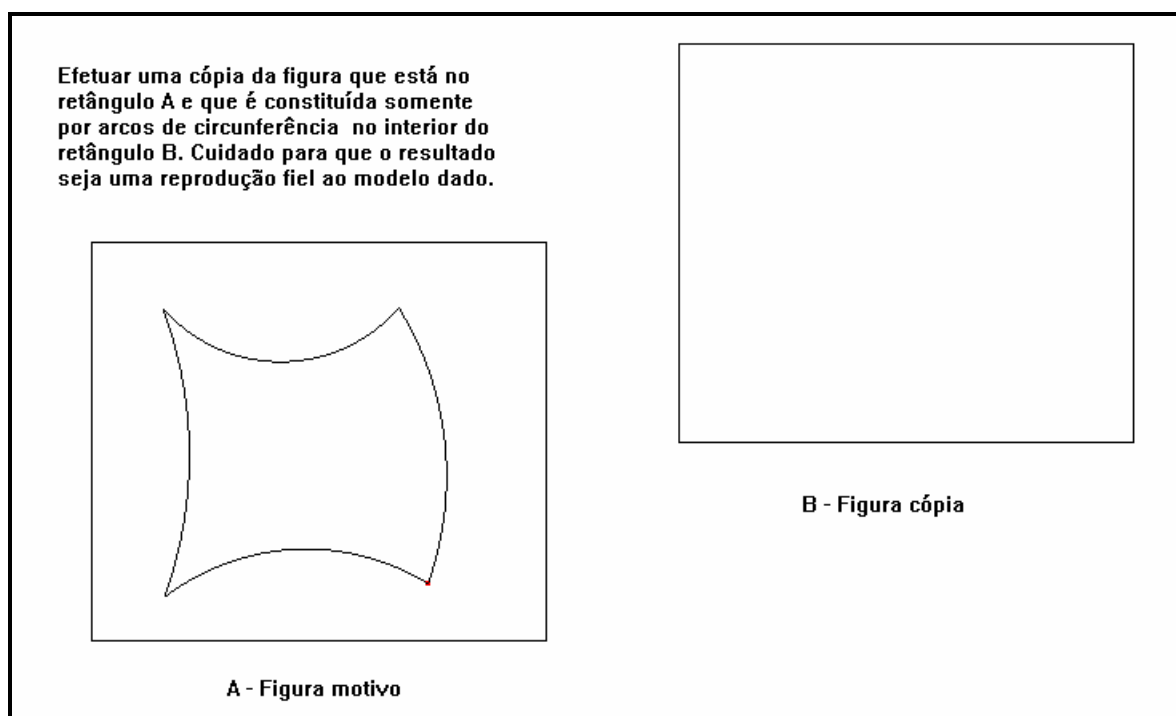 Efetuar uma cópia da figura que está no
retângulo A e que é constituída somente
por arcos de circunferência no interior do
retângulo B. Cuidado para que o resultado
seja uma reprodução fiel ao modelo dado.
B - Figura cópia
A - Figura motivo